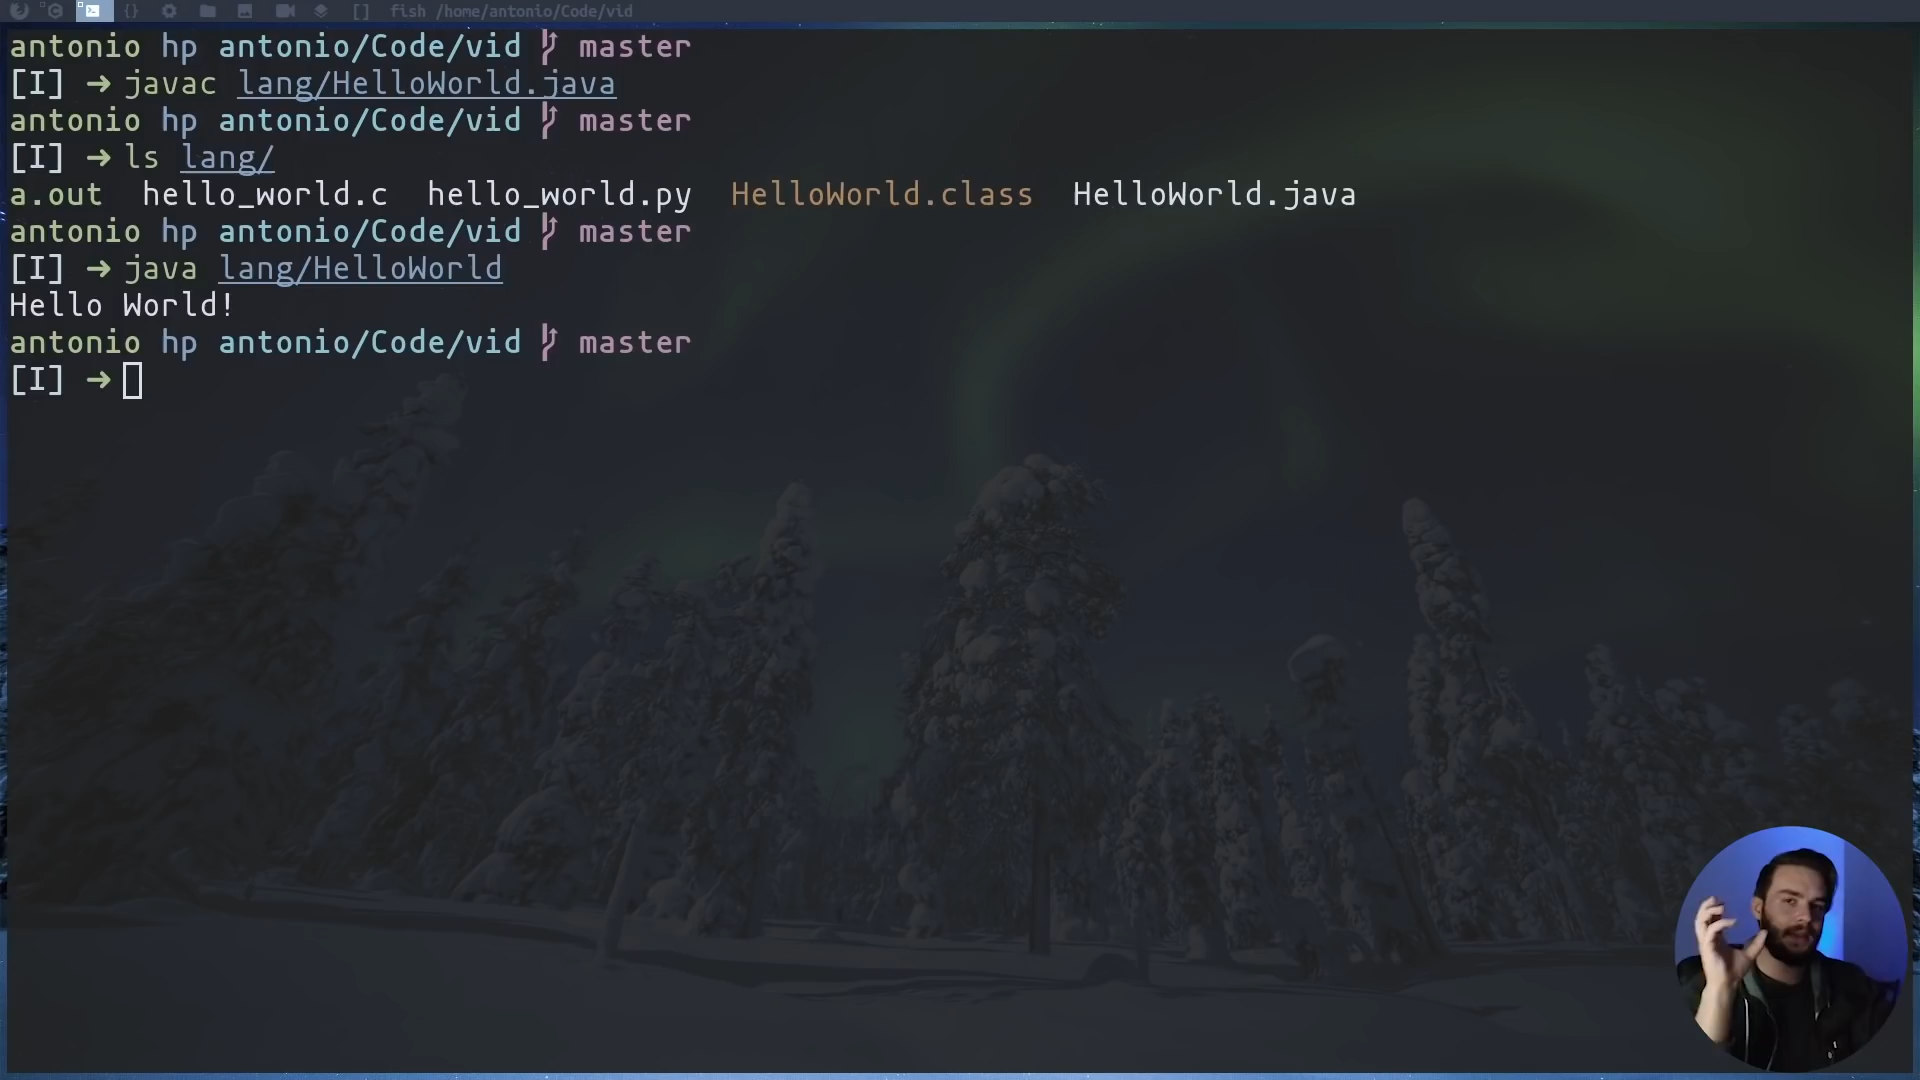 fish /home/antonio/Code/vid
antonio hp antonio/Code/vid master
[I] → javac lang/HelloWorld.java
antonio hp antonio/Code/vid master
[I] → ls lang/
a.out hello_world.c hello_world.py HelloWorld.class HelloWorld.java
antonio hp antonio/Code/vid master
[I] → java lang/HelloWorld
Hello World!
antonio hp antonio/Code/vid master
[I] →